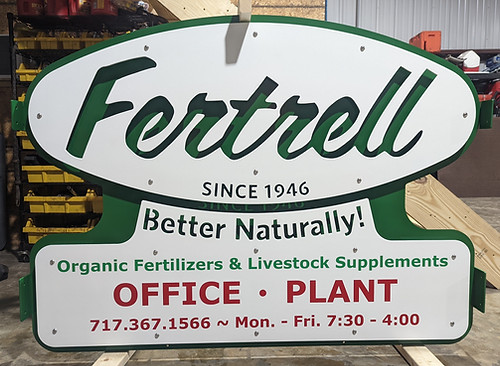 Fertrell
SINCE 1946
Better Naturally!
Organic Fertilizers & Livestock Supplements
OFFICE • PLANT
717.367.1566 ~ Mon. - Fri. 7:30 - 4:00